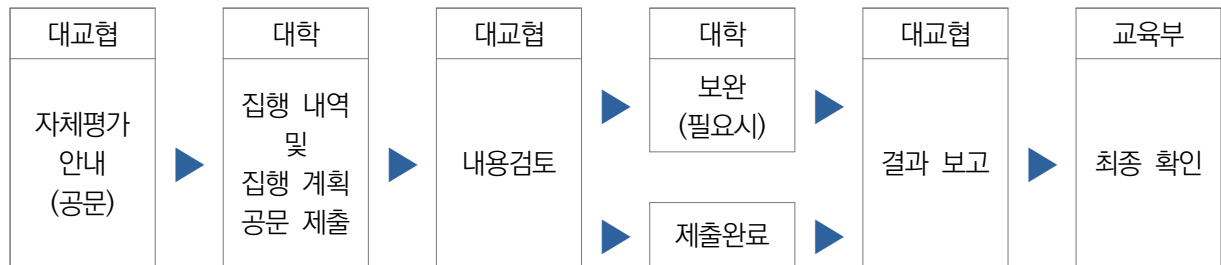 대교협
자체평가
안내
(공문)
대학
집행 내역
및
집행 계획
공문 제출
대교협
내용검토
대학
보완
(필요시)
제출완료
대교협
결과 보고
교육부
최종 확인